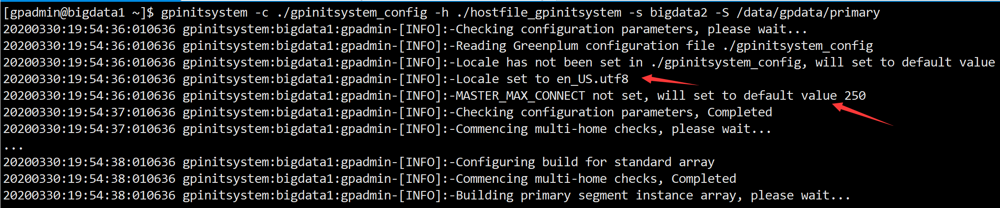 [gpadmin@bigdata1 ~]$ gpinitsystem -c ./gpinitsystem_config -h ./hostfile_gpinitsystem -s bigdata2 -S /data/gpdata/primary
20200330:19:54:36:010636 gpinitsystem:bigdata1:gpadmin-[INFO]:-Checking configuration parameters, please wait...
20200330:19:54:36:010636 gpinitsystem:bigdata1:gpadmin-[INFO]:-Reading Greenplum configuration file ./gpinitsystem_config
20200330:19:54:36:010636 gpinitsystem:bigdata1:gpadmin-[INFO]:-Locale has not been set in ./gpinitsystem_config, will set to default value
20200330:19:54:36:010636 gpinitsystem:bigdata1:gpadmin-[INFO]:-Locale set to en_US.utf8
20200330:19:54:36:010636 gpinitsystem:bigdata1:gpadmin-[INFO]:-MASTER_MAX_CONNECT not set, will set to default value 250
20200330:19:54:37:010636 gpinitsystem:bigdata1:gpadmin-[INFO]:-Checking configuration parameters, Completed
20200330:19:54:37:010636 gpinitsystem:bigdata1:gpadmin-[INFO]:-Commencing multi-home checks, please wait...
...
20200330:19:54:38:010636 gpinitsystem:bigdata1:gpadmin-[INFO]:-Configuring build for standard array
20200330:19:54:38:010636 gpinitsystem:bigdata1:gpadmin-[INFO]:-Commencing multi-home checks, Completed
20200330:19:54:38:010636 gpinitsystem:bigdata1:gpadmin-[INFO]:-Building primary segment instance array, please wait...